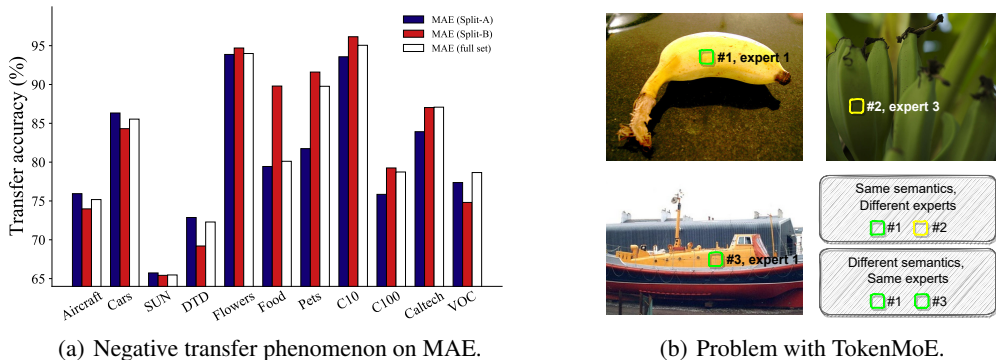 MAE (Split-A)
MAE (Split-B)
MAE (full set)
Transfer accuracy (%)
95
90
85
80
75
70
65
Aircraft Cars SUN DTD Flowers Food Pets C10 C100 Caltech VOC
(a) Negative transfer phenomenon on MAE.
#1, expert 1
#2, expert 3
#3, expert 1
Same semantics,
Different experts
#1 #2
Different semantics,
Same experts
#1 #3
(b) Problem with TokenMoE.